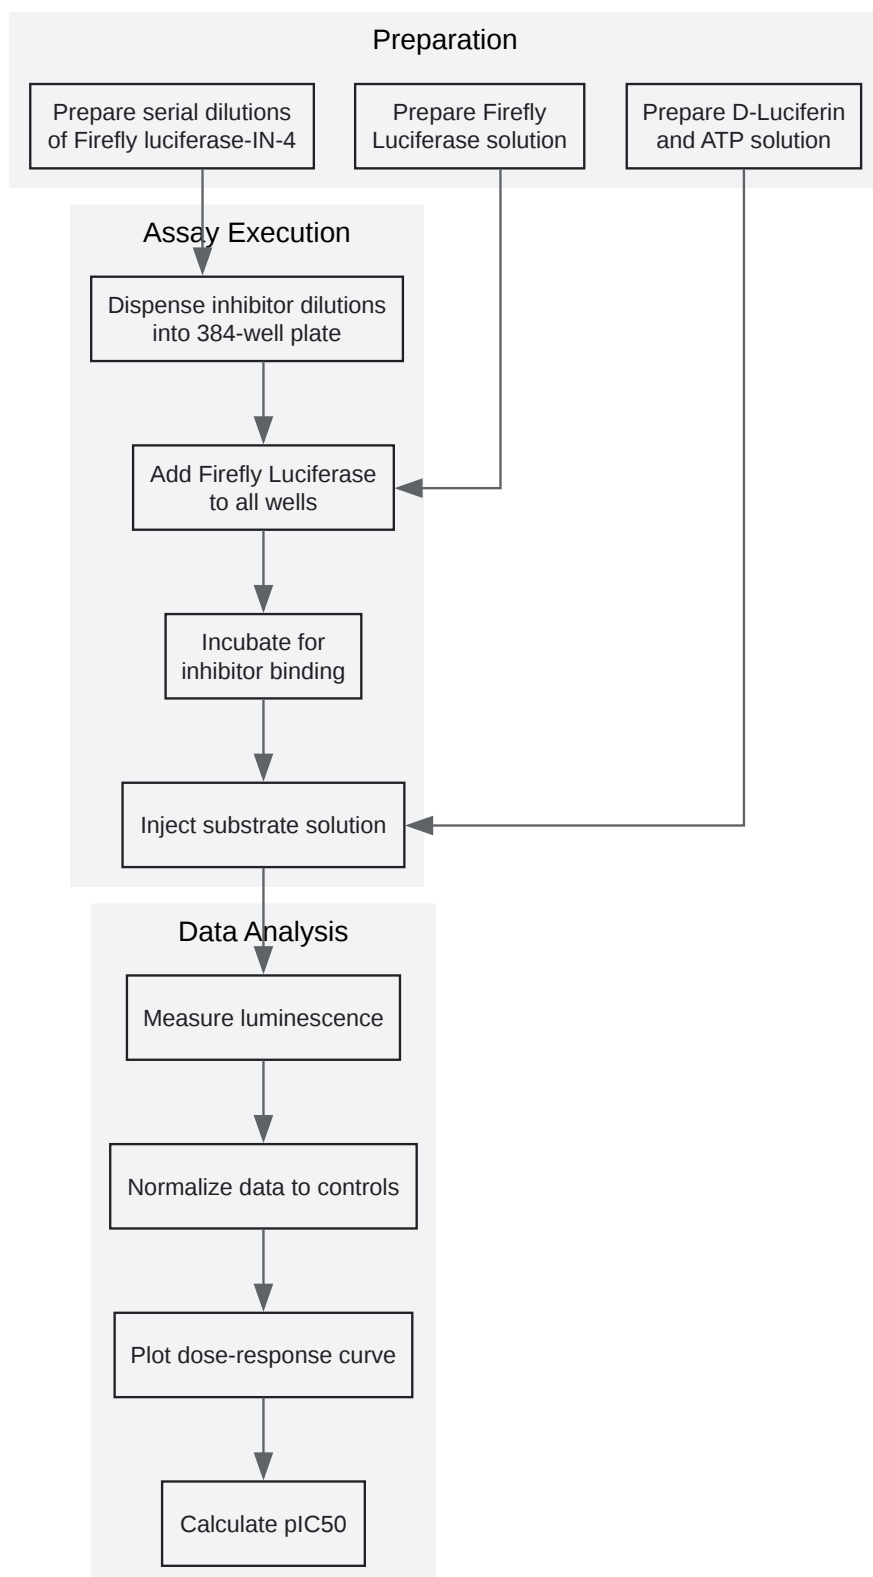 Preparation
Prepare serial dilutions
of Firefly luciferase-IN-4
Prepare Firefly
Luciferase solution
Prepare D-Luciferin
and ATP solution
Assay Execution
Dispense inhibitor dilutions
into 384-well plate
Add Firefly Luciferase
to all wells
Incubate for
inhibitor binding
Inject substrate solution
Data Analysis
Measure luminescence
Normalize data to controls
Plot dose-response curve
Calculate pIC50